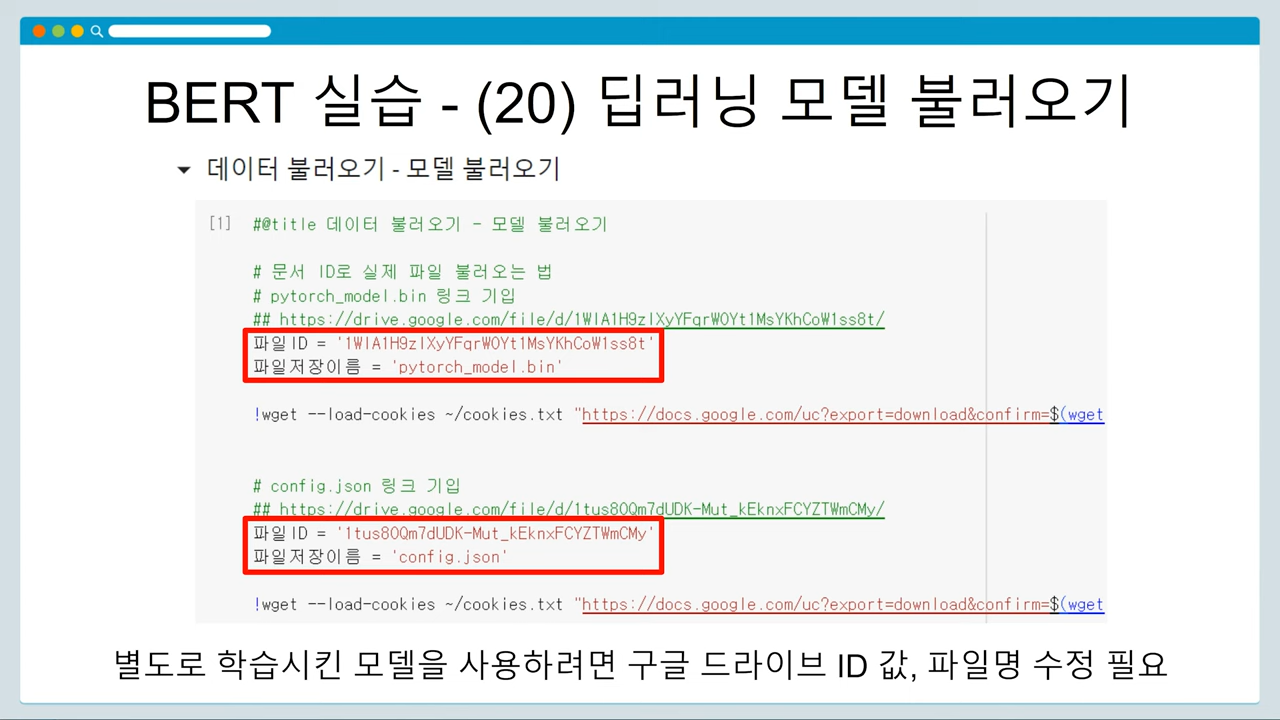 BERT 실습 - (20) 딥러닝 모델 불러오기
데이터 불러오기 - 모델 불러오기
[1] #@title 데이터 불러오기 - 모델 불러오기
# 문서 ID로 실제 파일 불러오는 법
# pytorch_model.bin 링크 기입
## https://drive.google.com/file/d/1WIA1H9zIXyYFqrWOYt1MsYKhCoW1ss8t/
파일ID = '1WIA1H9zIXyYFqrWOYt1MsYKhCoW1ss8t'
파일저장이름 = 'pytorch_model.bin'
!wget --load-cookies ~/cookies.txt "https://docs.google.com/uc?export=download&confirm=$(wget
# config.json 링크 기입
## https://drive.google.com/file/d/1tus8OQm7dUDK-Mut_kEknxFCYZTWmCMy/
파일ID = '1tus8OQm7dUDK-Mut_kEknxFCYZTWmCMy'
파일저장이름 = 'config.json'
!wget --load-cookies ~/cookies.txt "https://docs.google.com/uc?export=download&confirm=$(wget
별도로 학습시킨 모델을 사용하려면 구글 드라이브 ID 값, 파일명 수정 필요